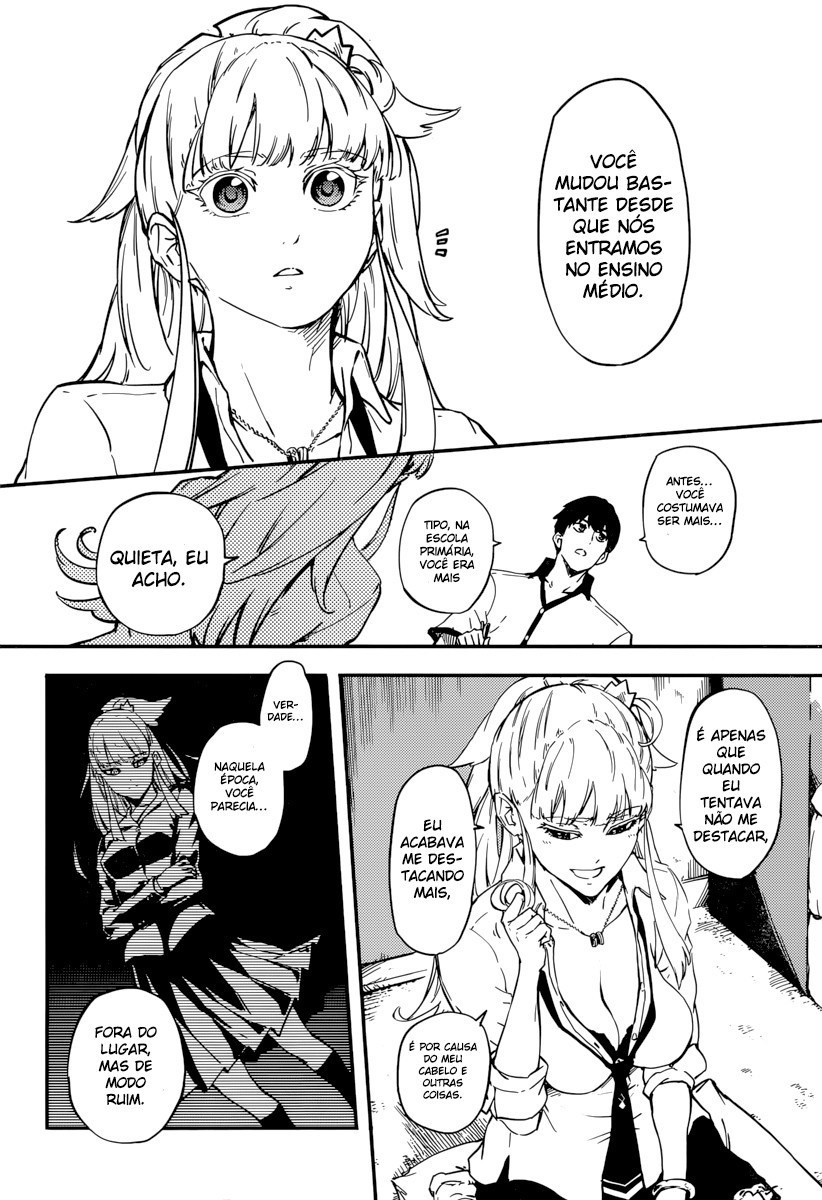 VOCÊ
MUDOU BAS-
TANTE DESDE
QUE NÓS
ENTRAMOS
NO ENSINO
MÉDIO.
ANTES...
VOCÊ
COSTUMAVA
SER MAIS...
TIPO, NA
ESCOLA
PRIMÁRIA,
VOCÊ ERA
MAIS
QUIETA, EU
ACHO.
É APENAS
QUE
QUANDO
EU
TENTAVA
NÃO ME
DESTACAR,
EU
ACABAVA
ME DES-
TACANDO
MAIS,
É POR CAUSA
DO MEU
CABELO E
OUTRAS
COISAS.
VER-
DADE...
NAQUELA
ÉPOCA,
VOCÊ
PARECIA...
FORA DO
LUGAR,
MAS DE
MODO
RUIM.